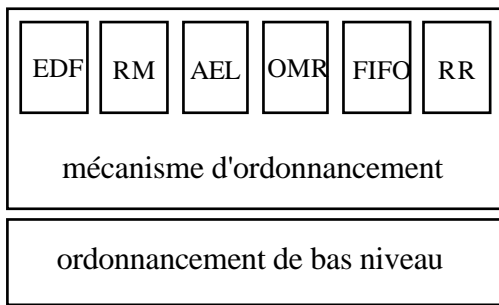 EDF RM AEL OMR FIFO RR
mécanisme d'ordonnancement
ordonnancement de bas niveau